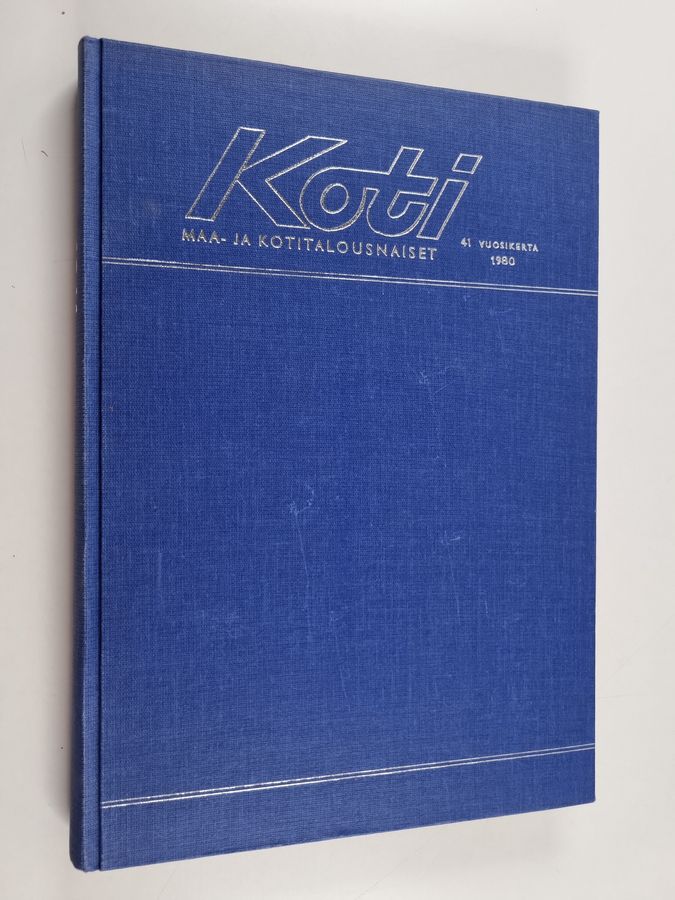 Koti
MAA- JA KOTITALOUSNAISET
41 VUOSIKERTA
1980